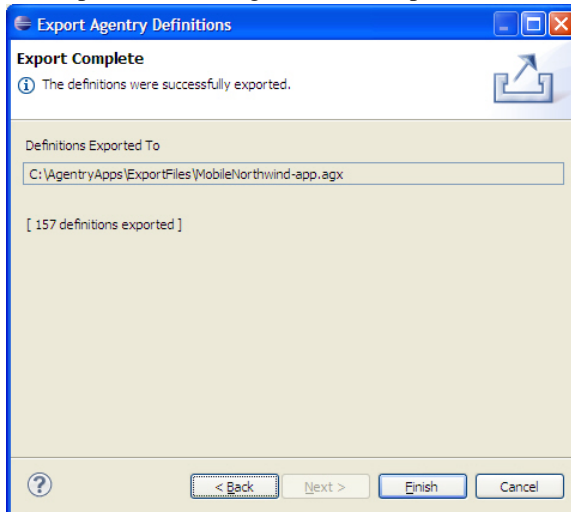 Export Agentry Definitions
Export Complete
The definitions were successfully exported.
Definitions Exported To
C:\AgentryApps\ExportFiles\MobileNorthwind-app.agx
[ 157 definitions exported ]
< Back Next > Finish Cancel